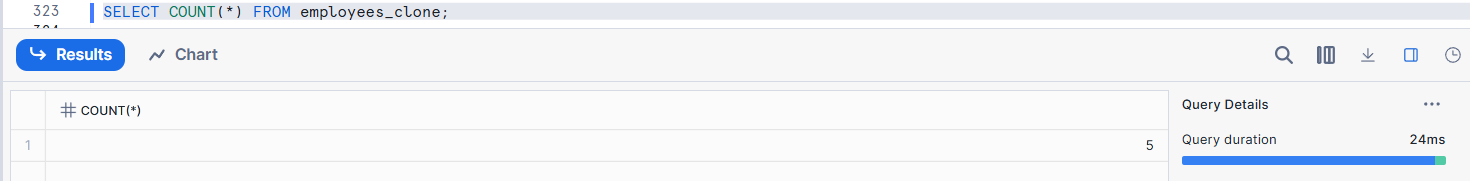 323 SELECT COUNT(*) FROM employees_clone;
Results Chart
COUNT(*) Query Details •••
1 5 Query duration 24ms